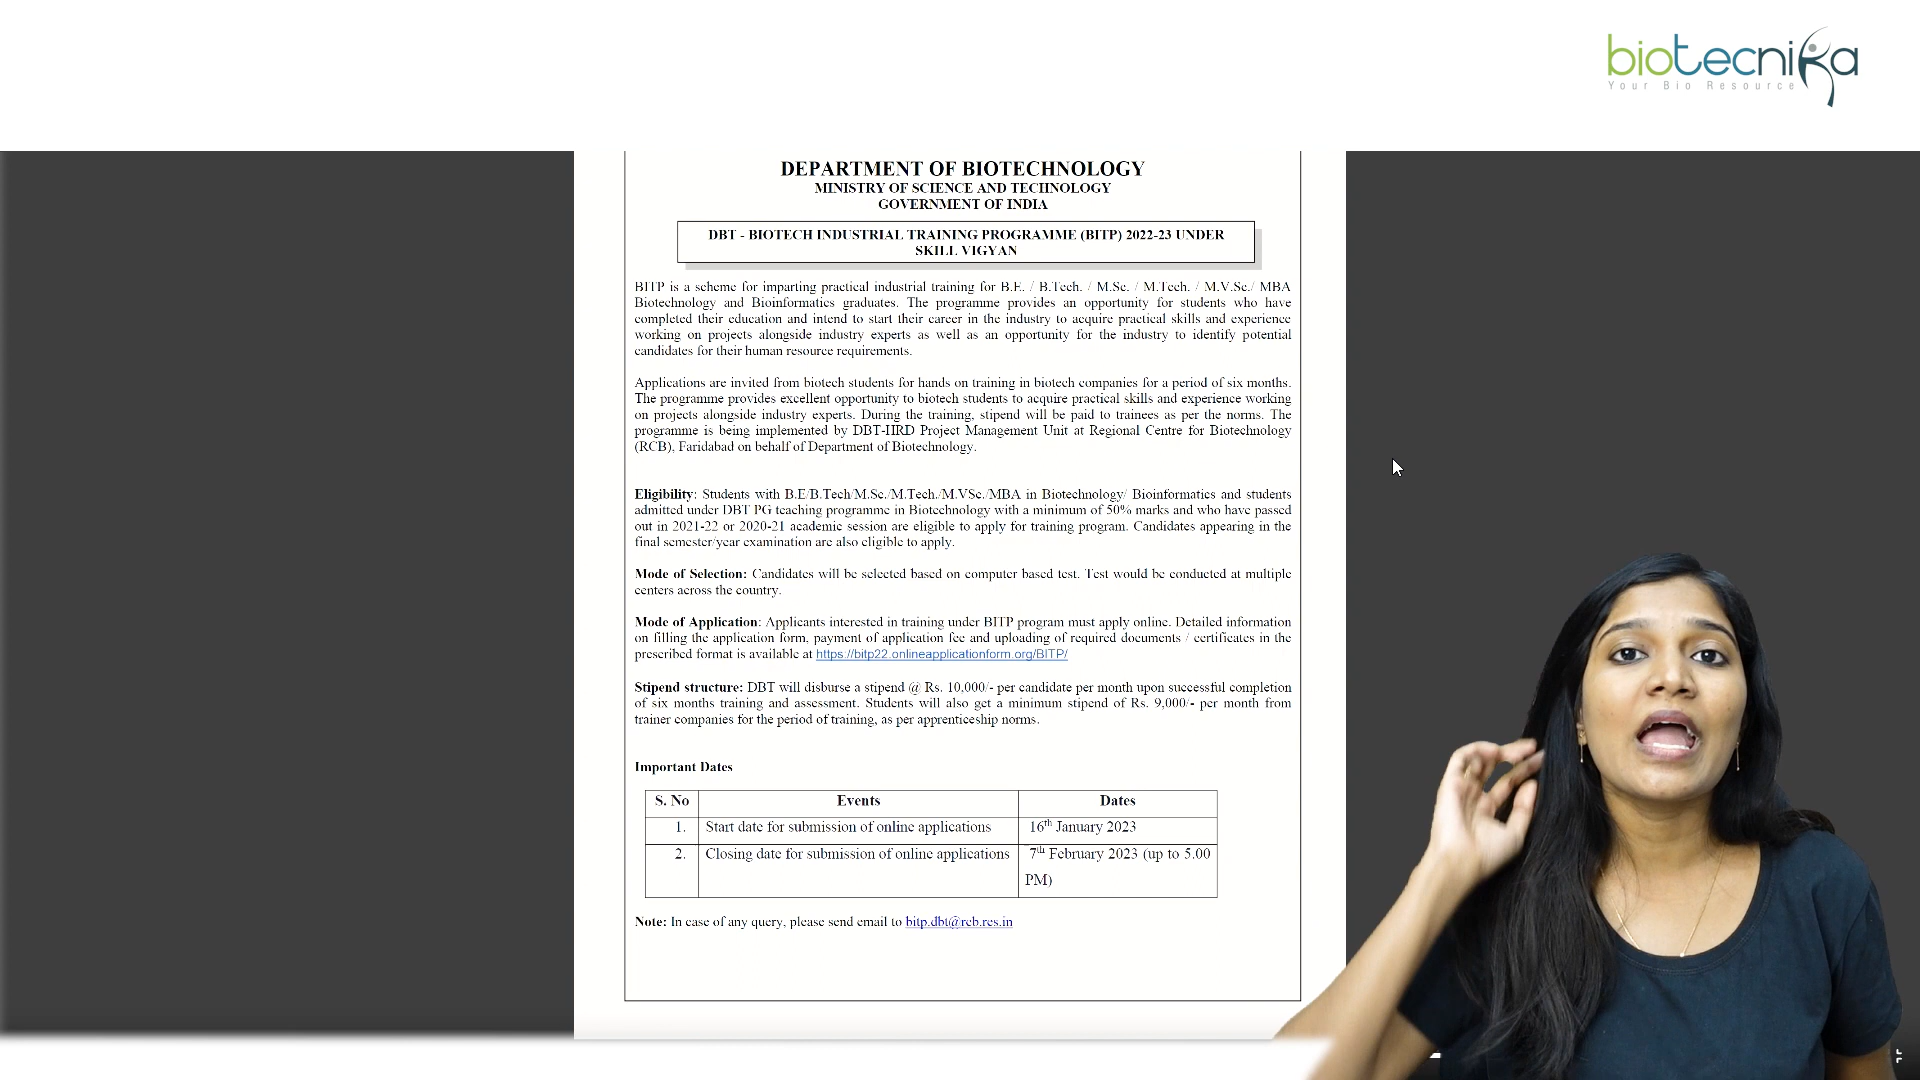 biotecnika
Your Bio Resource
DEPARTMENT OF BIOTECHNOLOGY
MINISTRY OF SCIENCE AND TECHNOLOGY
GOVERNMENT OF INDIA
DBT - BIOTECH INDUSTRIAL TRAINING PROGRAMME (BITP) 2022-23 UNDER
SKILL VIGYAN
BITP is a scheme for imparting practical industrial training for B.E. / B.Tech. / M.Sc. / M.Tech. / M.V.Sc./ MBA
Biotechnology and Bioinformatics graduates. The programme provides an opportunity for students who have
completed their education and intend to start their career in the industry to acquire practical skills and experience
working on projects alongside industry experts as well as an opportunity for the industry to identify potential
candidates for their human resource requirements.
Applications are invited from biotech students for hands on training in biotech companies for a period of six months.
The programme provides excellent opportunity to biotech students to acquire practical skills and experience working
on projects alongside industry experts. During the training, stipend will be paid to trainees as per the norms. The
programme is being implemented by DBT-HRD Project Management Unit at Regional Centre for Biotechnology
(RCB), Faridabad on behalf of Department of Biotechnology.
Eligibility: Students with B.E/B.Tech/M.Sc./M.Tech./M.VSc./MBA in Biotechnology/ Bioinformatics and students
admitted under DBT PG teaching programme in Biotechnology with a minimum of 50% marks and who have passed
out in 2021-22 or 2020-21 academic session are eligible to apply for training program. Candidates appearing in the
final semester/year examination are also eligible to apply.
Mode of Selection: Candidates will be selected based on computer based test. Test would be conducted at multiple
centers across the country.
Mode of Application: Applicants interested in training under BITP program must apply online. Detailed information
on filling the application form, payment of application fee and uploading of required documents / certificates in the
prescribed format is available at https://bitp22.onlineapplicationform.org/BITP/
Stipend structure: DBT will disburse a stipend @ Rs. 10,000/- per candidate per month upon successful completion
of six months training and assessment. Students will also get a minimum stipend of Rs. 9,000/- per month from
trainer companies for the period of training, as per apprenticeship norms.
Important Dates
S. No Events Dates
1. Start date for submission of online applications 16th January 2023
2. Closing date for submission of online applications 7th February 2023 (up to 5.00
PM)
Note: In case of any query, please send email to bitp.dbt@rcb.res.in